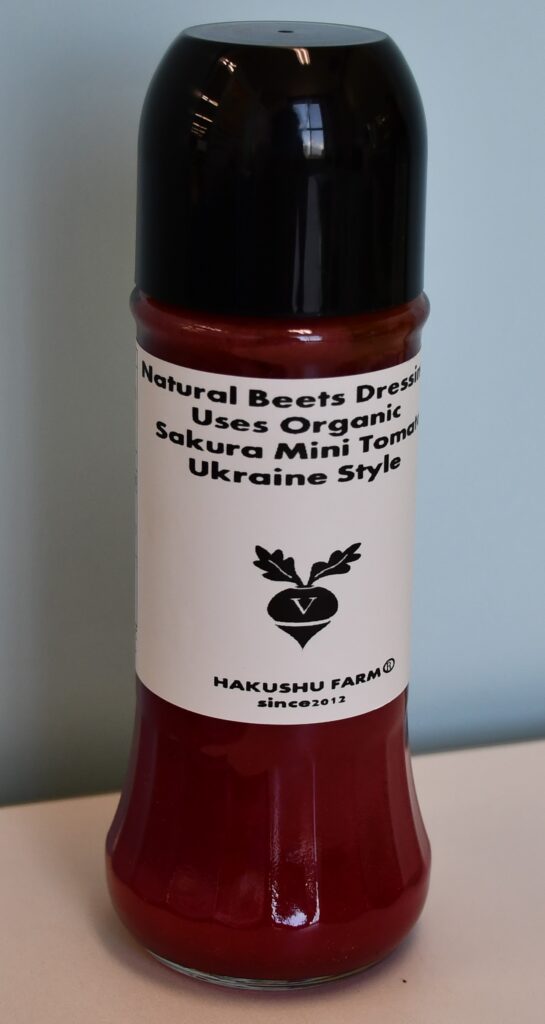 Natural Beets Dressin
Uses Organic
Sakura Mini Tomat
Ukraine Style
V
HAKUSHU FARM®
since2012